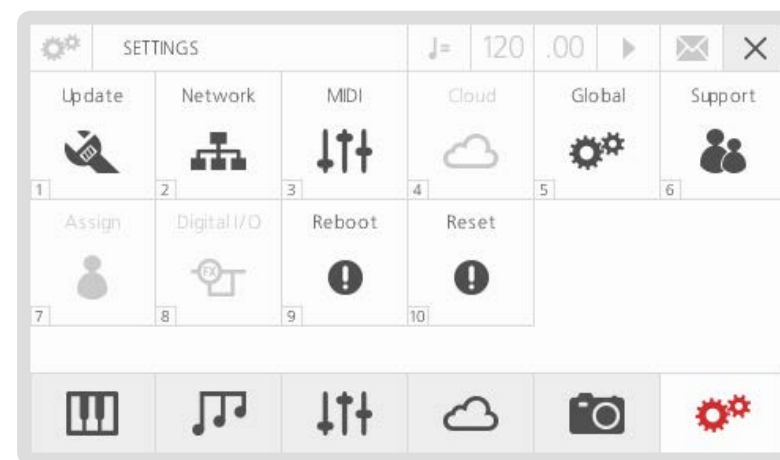 SETTINGS = 120 .00
Update Network MIDI Cloud Global Support
1 2 3 4 5 6
Assign Digital I/O Reboot Reset
FX
7 8 9 10